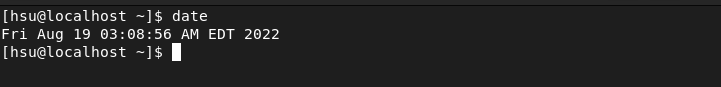 [hsu@localhost ~]$ date
Fri Aug 19 03:08:56 AM EDT 2022
[hsu@localhost ~]$